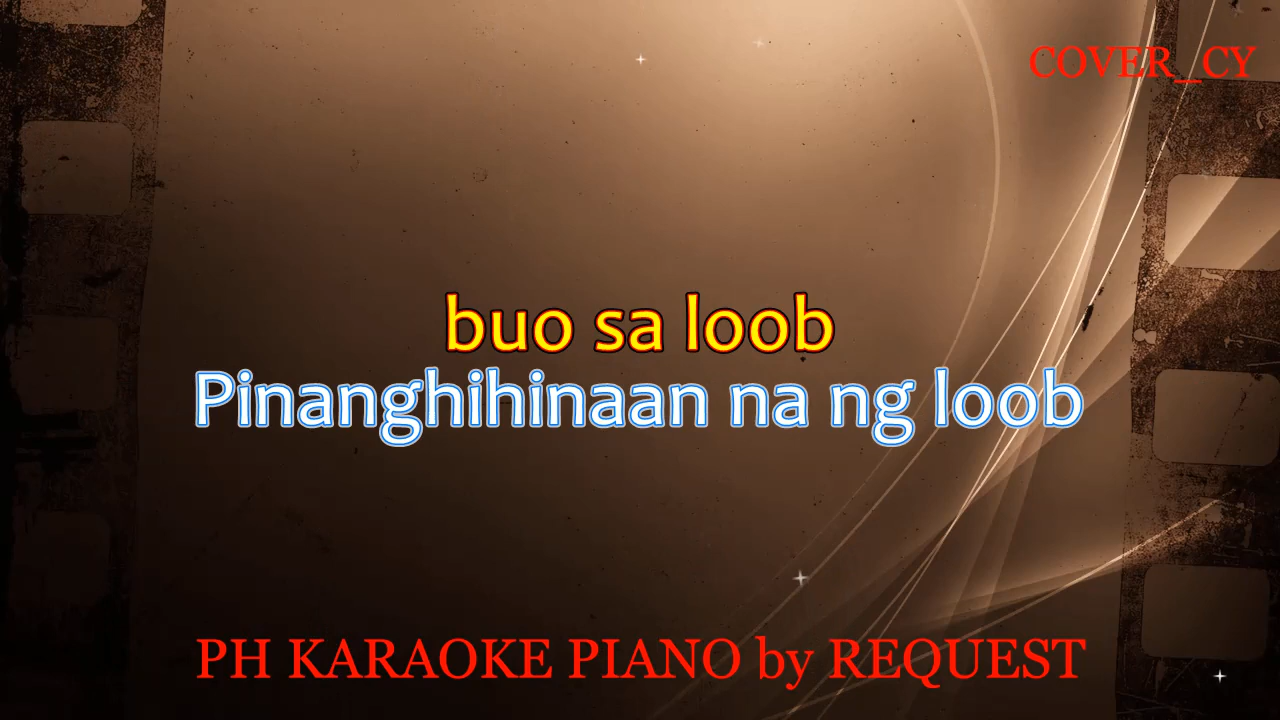 COVER_CY
buo sa loob
Pinanghihinaan na ng loob
PH KARAOKE PIANO by REQUEST